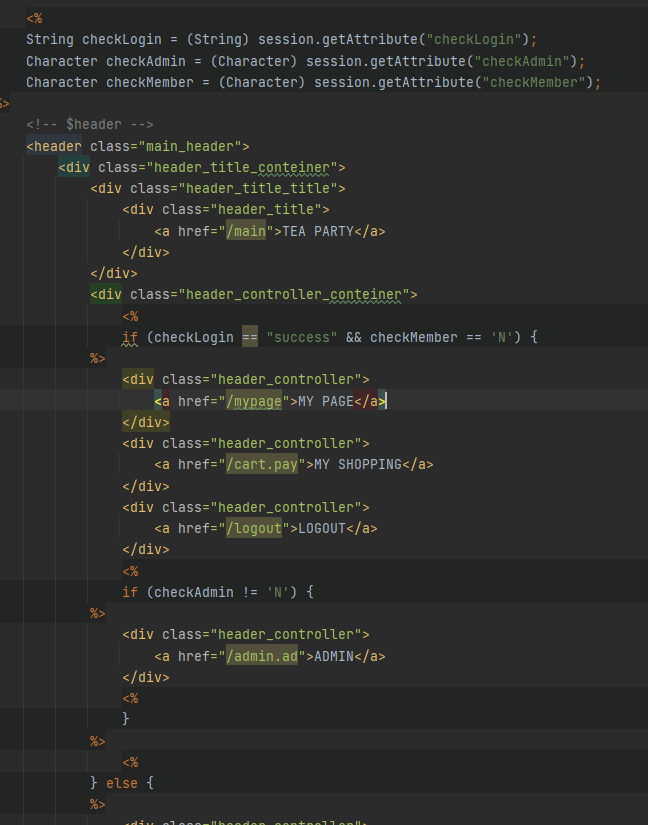 <%
String checkLogin = (String) session.getAttribute("checkLogin");
Character checkAdmin = (Character) session.getAttribute("checkAdmin");
Character checkMember = (Character) session.getAttribute("checkMember");
%>
<!-- $header -->
<header class="main_header">
<div class="header_title_conteiner">
<div class="header_title_title">
<div class="header_title">
<a href="/main">TEA PARTY</a>
</div>
</div>
<div class="header_controller_conteiner">
<%
if (checkLogin == "success" && checkMember == 'N') {
%>
<div class="header_controller">
<a href="/mypage">MY PAGE</a>
</div>
<div class="header_controller">
<a href="/cart.pay">MY SHOPPING</a>
</div>
<div class="header_controller">
<a href="/logout">LOGOUT</a>
</div>
<%
if (checkAdmin != 'N') {
%>
<div class="header_controller">
<a href="/admin.ad">ADMIN</a>
</div>
<%
}
%>
<%
} else {
%>
<div class="header_controller">